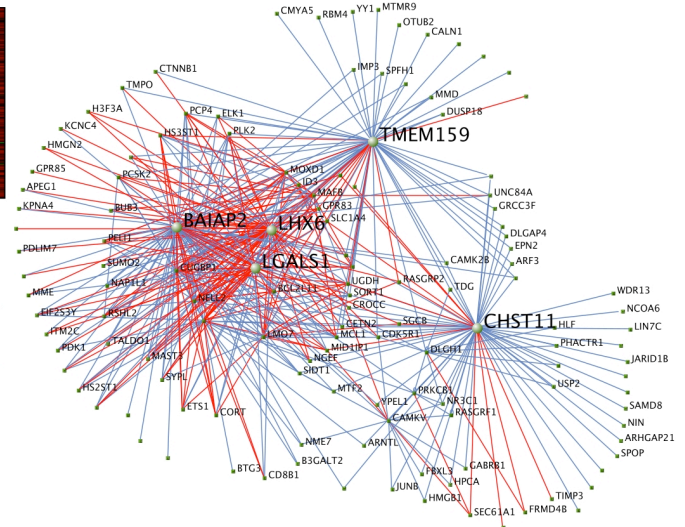 CMYA5
RBM4
YY1
MTMR9
OTUB2
CALN1
IMP3
SPFH1
CTNNB1
TMPO
MMD
H3F3A
PCP4
ELK1
DUSP18
KCNC4
HS3ST1
PLK2
TMEM159
HMGN2
GPR85
PCSK2
MOXD1
ID3
APEG1
MAFB
UNC84A
KPNA4
BUB3
GPR83
GRCC3F
BAIAP2
LHX6
SLC1A4
DLGAP4
PDLIM7
PELI1
EPN2
SUMO2
CUGBP2
LGALS1
CAMK2B
ARF3
MME
NAP1L1
BCL2L11
UGDH
RASGRP2
TDG
WDR13
NELL2
SORT1
EIF2S3Y
RSHL2
CROCC
NCOA6
ITM2C
CETN2
SGCB
CHST11
HLF
LIN7C
PDK1
TALDO1
LMO7
MCL1
CDK5R1
PHACTR1
MAST3
MID1IP1
DLGH1
JARID1B
NGEF
SYPL
SIDT1
HS2ST1
MTF2
PRKCB1
USP2
YPEL1
NR3C1
SAMD8
ETS1
CORT
CAMKV
RASGRF1
NIN
NME7
ARNTL
ARHGAP21
B3GALT2
GABRB1
SPOP
BTG3
CD8B1
FBXL3
HPCA
JUNB
HMGB1
TIMP3
SEC61A1
FRMD4B